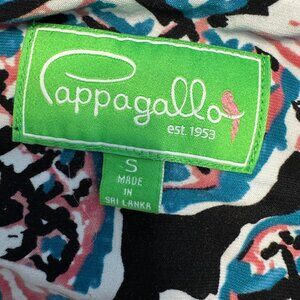 Pappagallo
est. 1953
S
MADE
IN
SRI LANKA